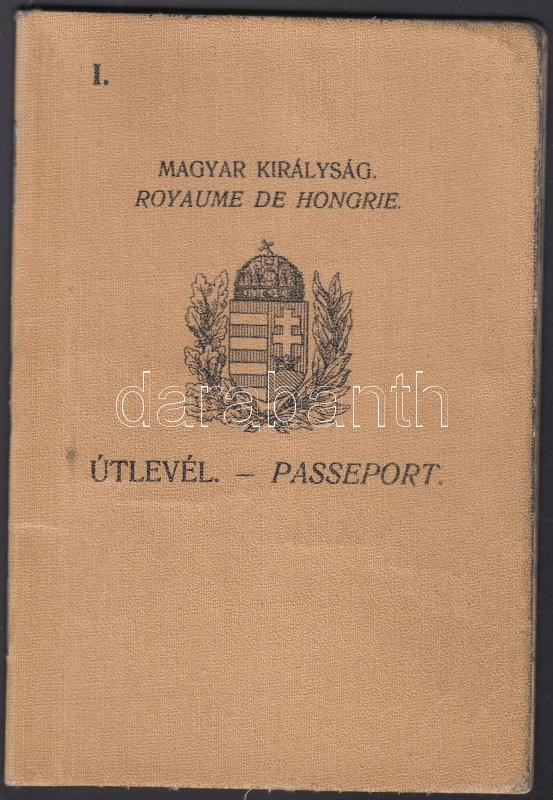 I.
MAGYAR KIRÁLYSÁG.
ROYAUME DE HONGRIE.
darabanth
ÚTLEVÉL. — PASSEPORT.